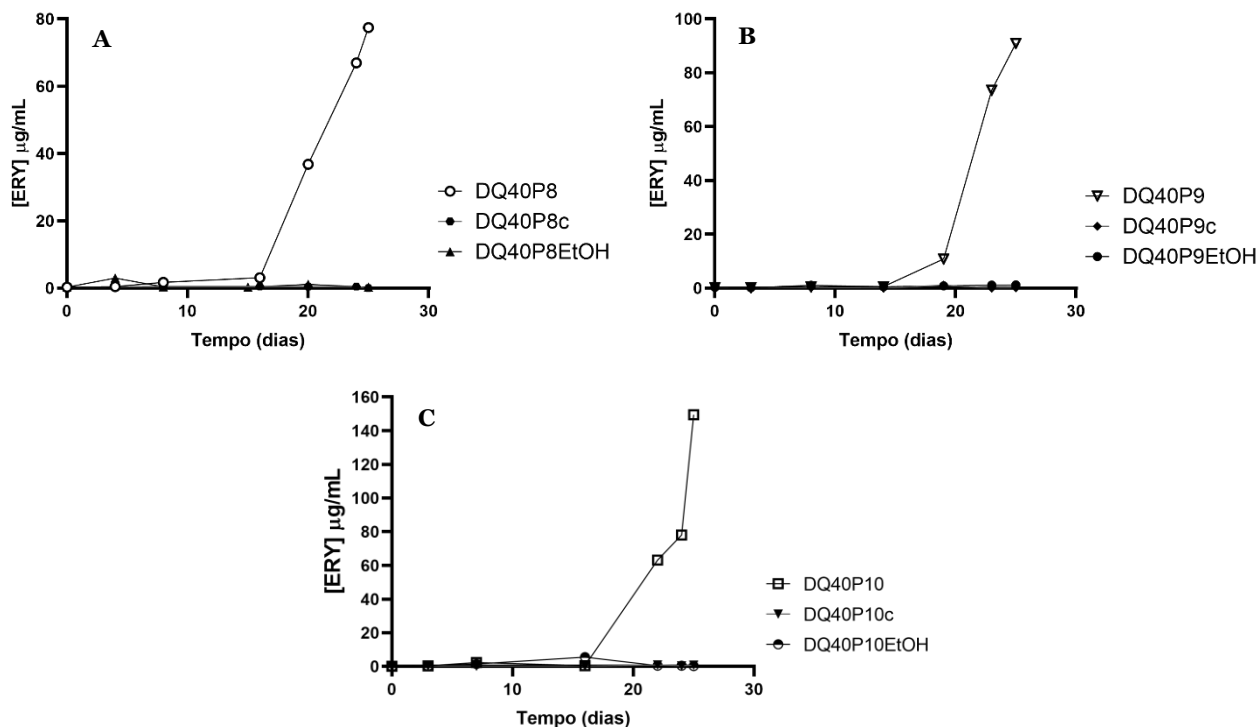 A
[ERY] μg/mL
80
60
40
20
0
0 10 20 30
Tempo (dias)
DQ40P8
DQ40P8c
DQ40P8EtOH
B
[ERY] μg/mL
100
80
60
40
20
0
0 10 20 30
Tempo (dias)
DQ40P9
DQ40P9c
DQ40P9EtOH
C
[ERY] μg/mL
160
140
120
100
80
60
40
20
0
0 10 20 30
Tempo (dias)
DQ40P10
DQ40P10c
DQ40P10EtOH